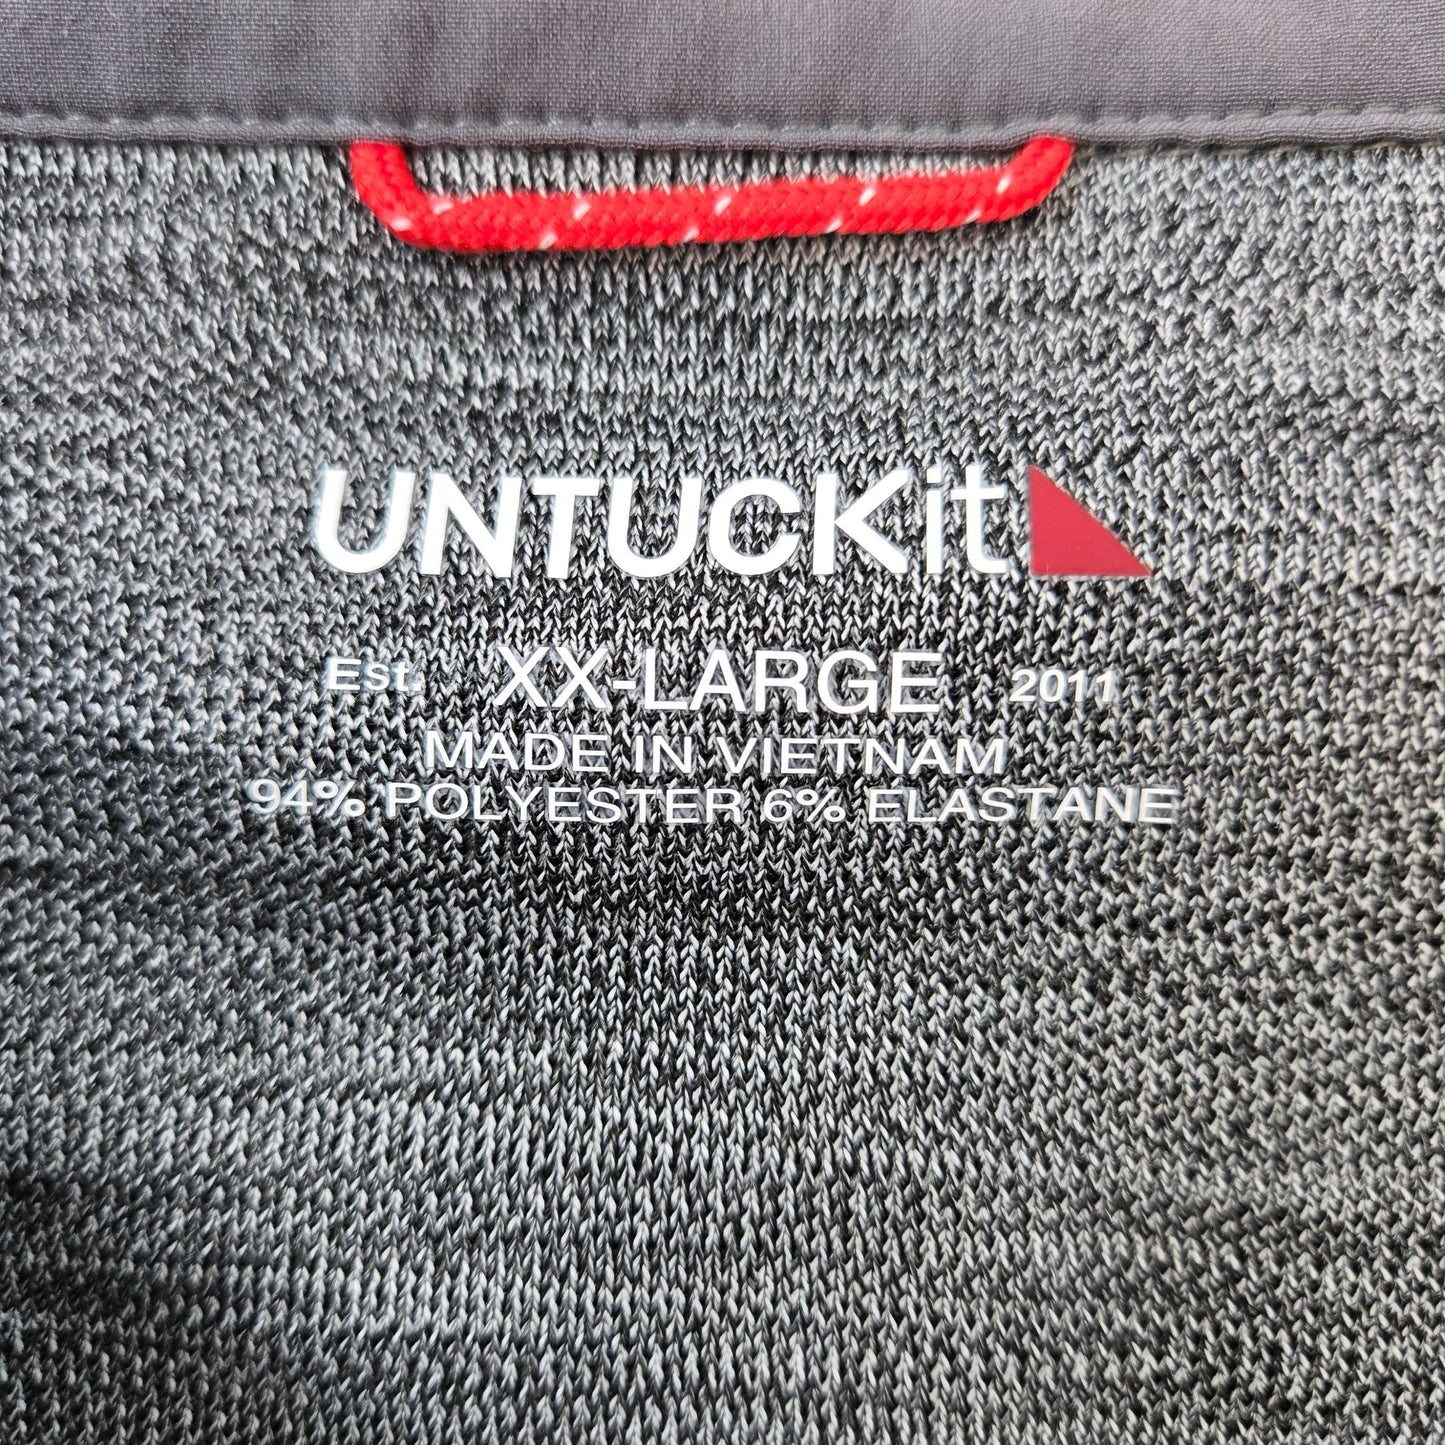 UNTUCKit
Est. XX-LARGE 2011
MADE IN VIETNAM
94% POLYESTER 6% ELASTANE